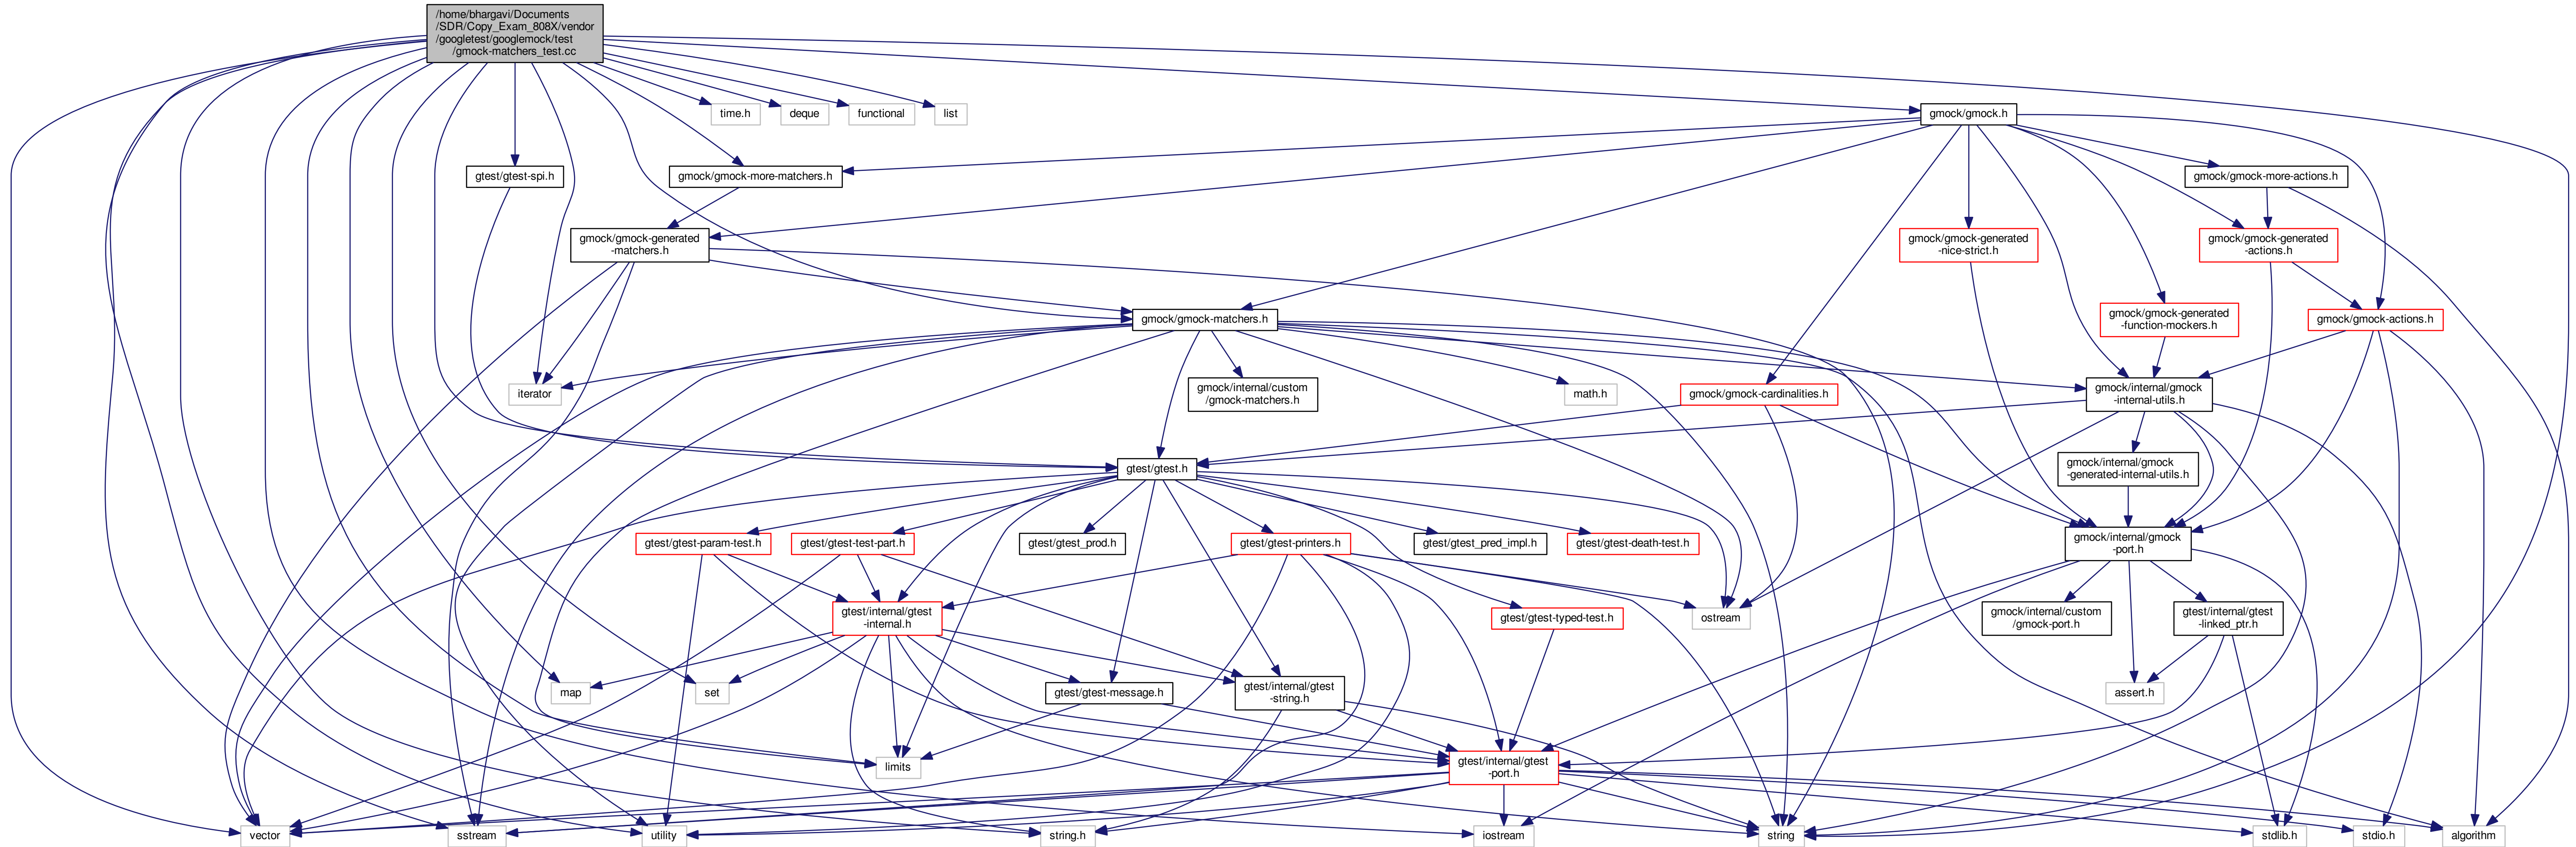 /home/bhargavi/Documents
/SDR/Copy_Exam_808X/vendor
/googletest/googlemock/test
/gmock-matchers_test.cc
time.h
deque
functional
list
gmock/gmock.h
gtest/gtest-spi.h
gmock/gmock-more-matchers.h
gmock/gmock-more-actions.h
gmock/gmock-generated
-matchers.h
gmock/gmock-generated
-nice-strict.h
gmock/gmock-generated
-actions.h
gmock/gmock-matchers.h
gmock/gmock-generated
-function-mockers.h
gmock/gmock-actions.h
iterator
gmock/internal/custom
/gmock-matchers.h
math.h
gmock/gmock-cardinalities.h
gmock/internal/gmock
-internal-utils.h
gtest/gtest.h
gmock/internal/gmock
-generated-internal-utils.h
gtest/gtest-param-test.h
gtest/gtest-test-part.h
gtest/gtest_prod.h
gtest/gtest-printers.h
gtest/gtest_pred_impl.h
gtest/gtest-death-test.h
gmock/internal/gmock
-port.h
gtest/internal/gtest
-internal.h
gtest/gtest-typed-test.h
ostream
gmock/internal/custom
/gmock-port.h
gtest/internal/gtest
-linked_ptr.h
map
set
gtest/gtest-message.h
gtest/internal/gtest
-string.h
assert.h
limits
gtest/internal/gtest
-port.h
vector
sstream
utility
string.h
iostream
string
stdlib.h
stdio.h
algorithm